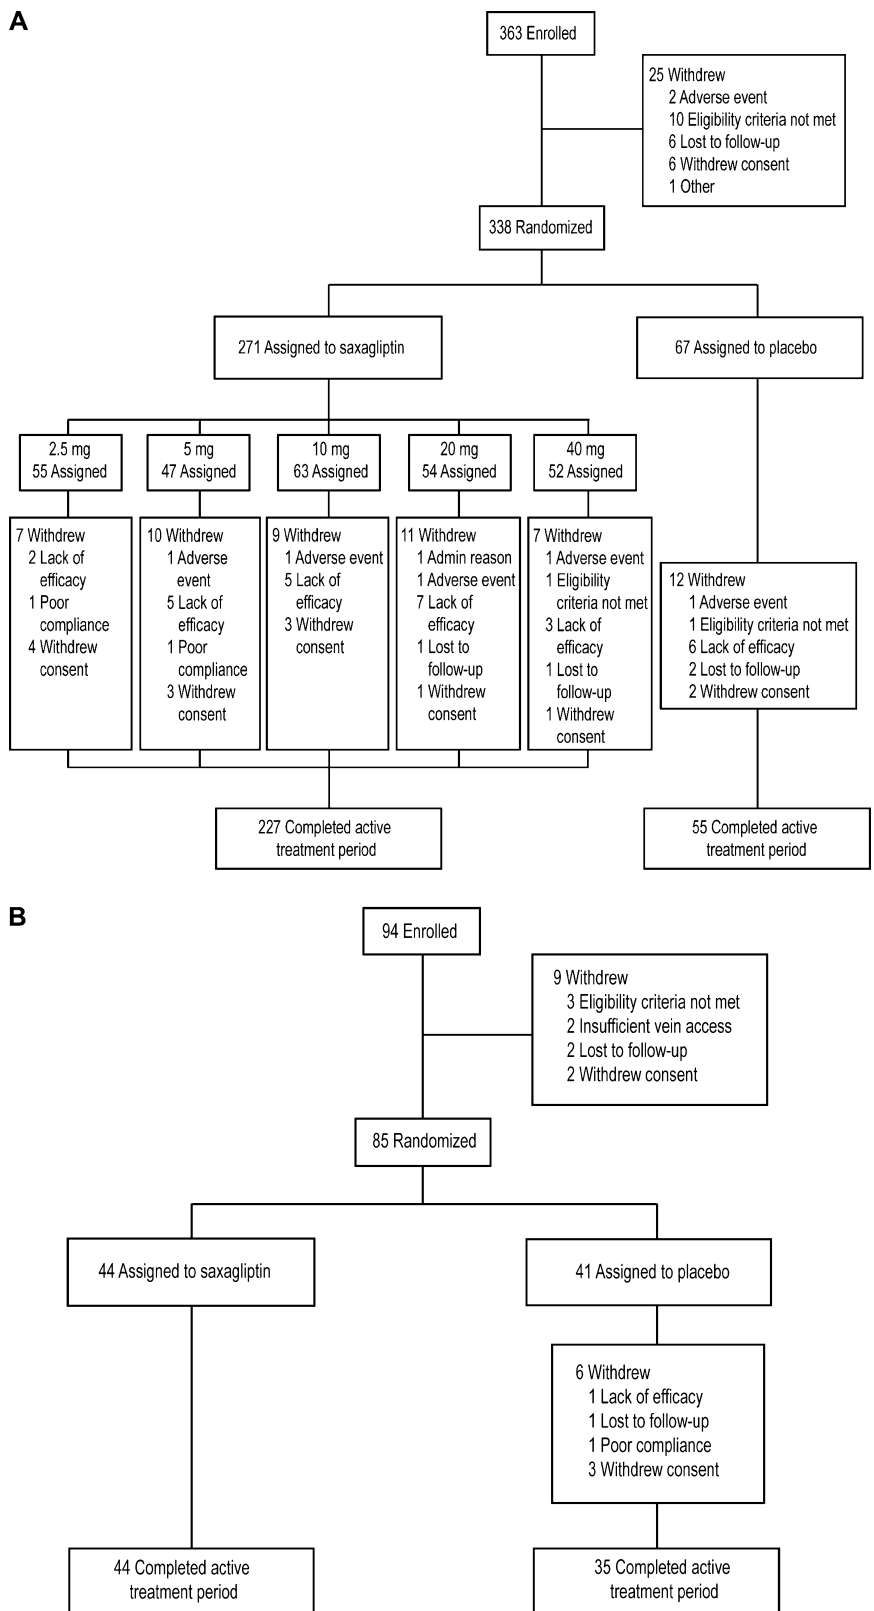 A
363 Enrolled
25 Withdrew
2 Adverse event
10 Eligibility criteria not met
6 Lost to follow-up
6 Withdrew consent
1 Other
338 Randomized
271 Assigned to saxagliptin
67 Assigned to placebo
2.5 mg
55 Assigned
5 mg
47 Assigned
10 mg
63 Assigned
20 mg
54 Assigned
40 mg
52 Assigned
7 Withdrew
2 Lack of
efficacy
1 Poor
compliance
4 Withdrew
consent
10 Withdrew
1 Adverse
event
5 Lack of
efficacy
1 Poor
compliance
3 Withdrew
consent
9 Withdrew
1 Adverse event
5 Lack of
efficacy
3 Withdrew
consent
11 Withdrew
1 Admin reason
1 Adverse event
7 Lack of
efficacy
1 Lost to
follow-up
1 Withdrew
consent
7 Withdrew
1 Adverse event
1 Eligibility
criteria not met
3 Lack of
efficacy
1 Lost to
follow-up
1 Withdrew
consent
12 Withdrew
1 Adverse event
1 Eligibility criteria not met
6 Lack of efficacy
2 Lost to follow-up
2 Withdrew consent
227 Completed active
treatment period
55 Completed active
treatment period
B
94 Enrolled
9 Withdrew
3 Eligibility criteria not met
2 Insufficient vein access
2 Lost to follow-up
2 Withdrew consent
85 Randomized
44 Assigned to saxagliptin
41 Assigned to placebo
6 Withdrew
1 Lack of efficacy
1 Lost to follow-up
1 Poor compliance
3 Withdrew consent
44 Completed active
treatment period
35 Completed active
treatment period